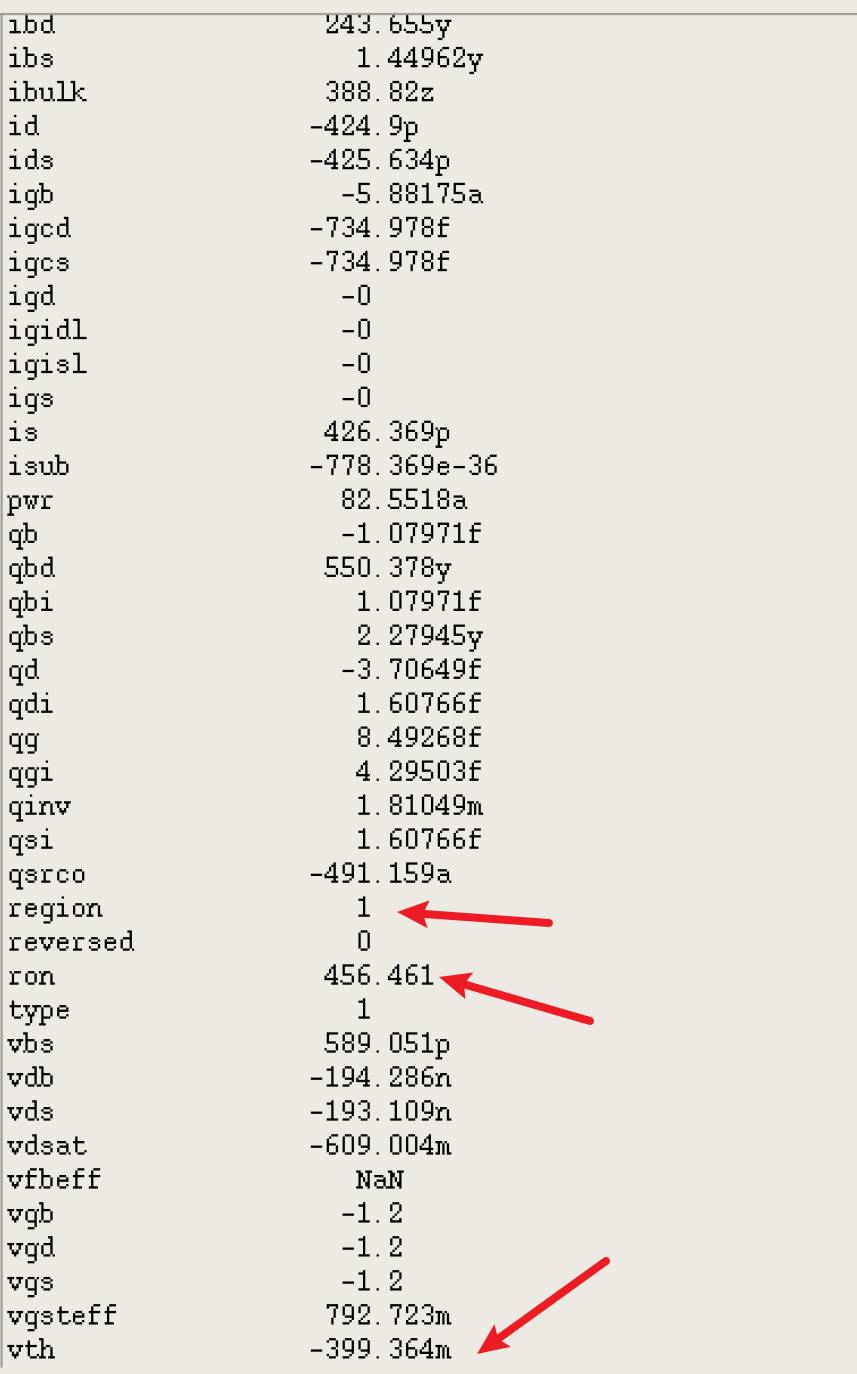 ibd 243.655y
ibs 1.44962y
ibulk 388.82z
id -424.9p
ids -425.634p
igb -5.88175a
igcd -734.978f
igcs -734.978f
igd -0
igidl -0
igisl -0
igs -0
is 426.369p
isub -778.369e-36
pwr 82.5518a
qb -1.07971f
qbd 550.378y
qbi 1.07971f
qbs 2.27945y
qd -3.70649f
qdi 1.60766f
qg 8.49268f
qgi 4.29503f
qinv 1.81049m
qsi 1.60766f
qsrco -491.159a
region 1
reversed 0
ron 456.461
type 1
vbs 589.051p
vdb -194.286n
vds -193.109n
vdsat -609.004m
vfbeff NaN
vgb -1.2
vgd -1.2
vgs -1.2
vgsteff 792.723m
vth -399.364m